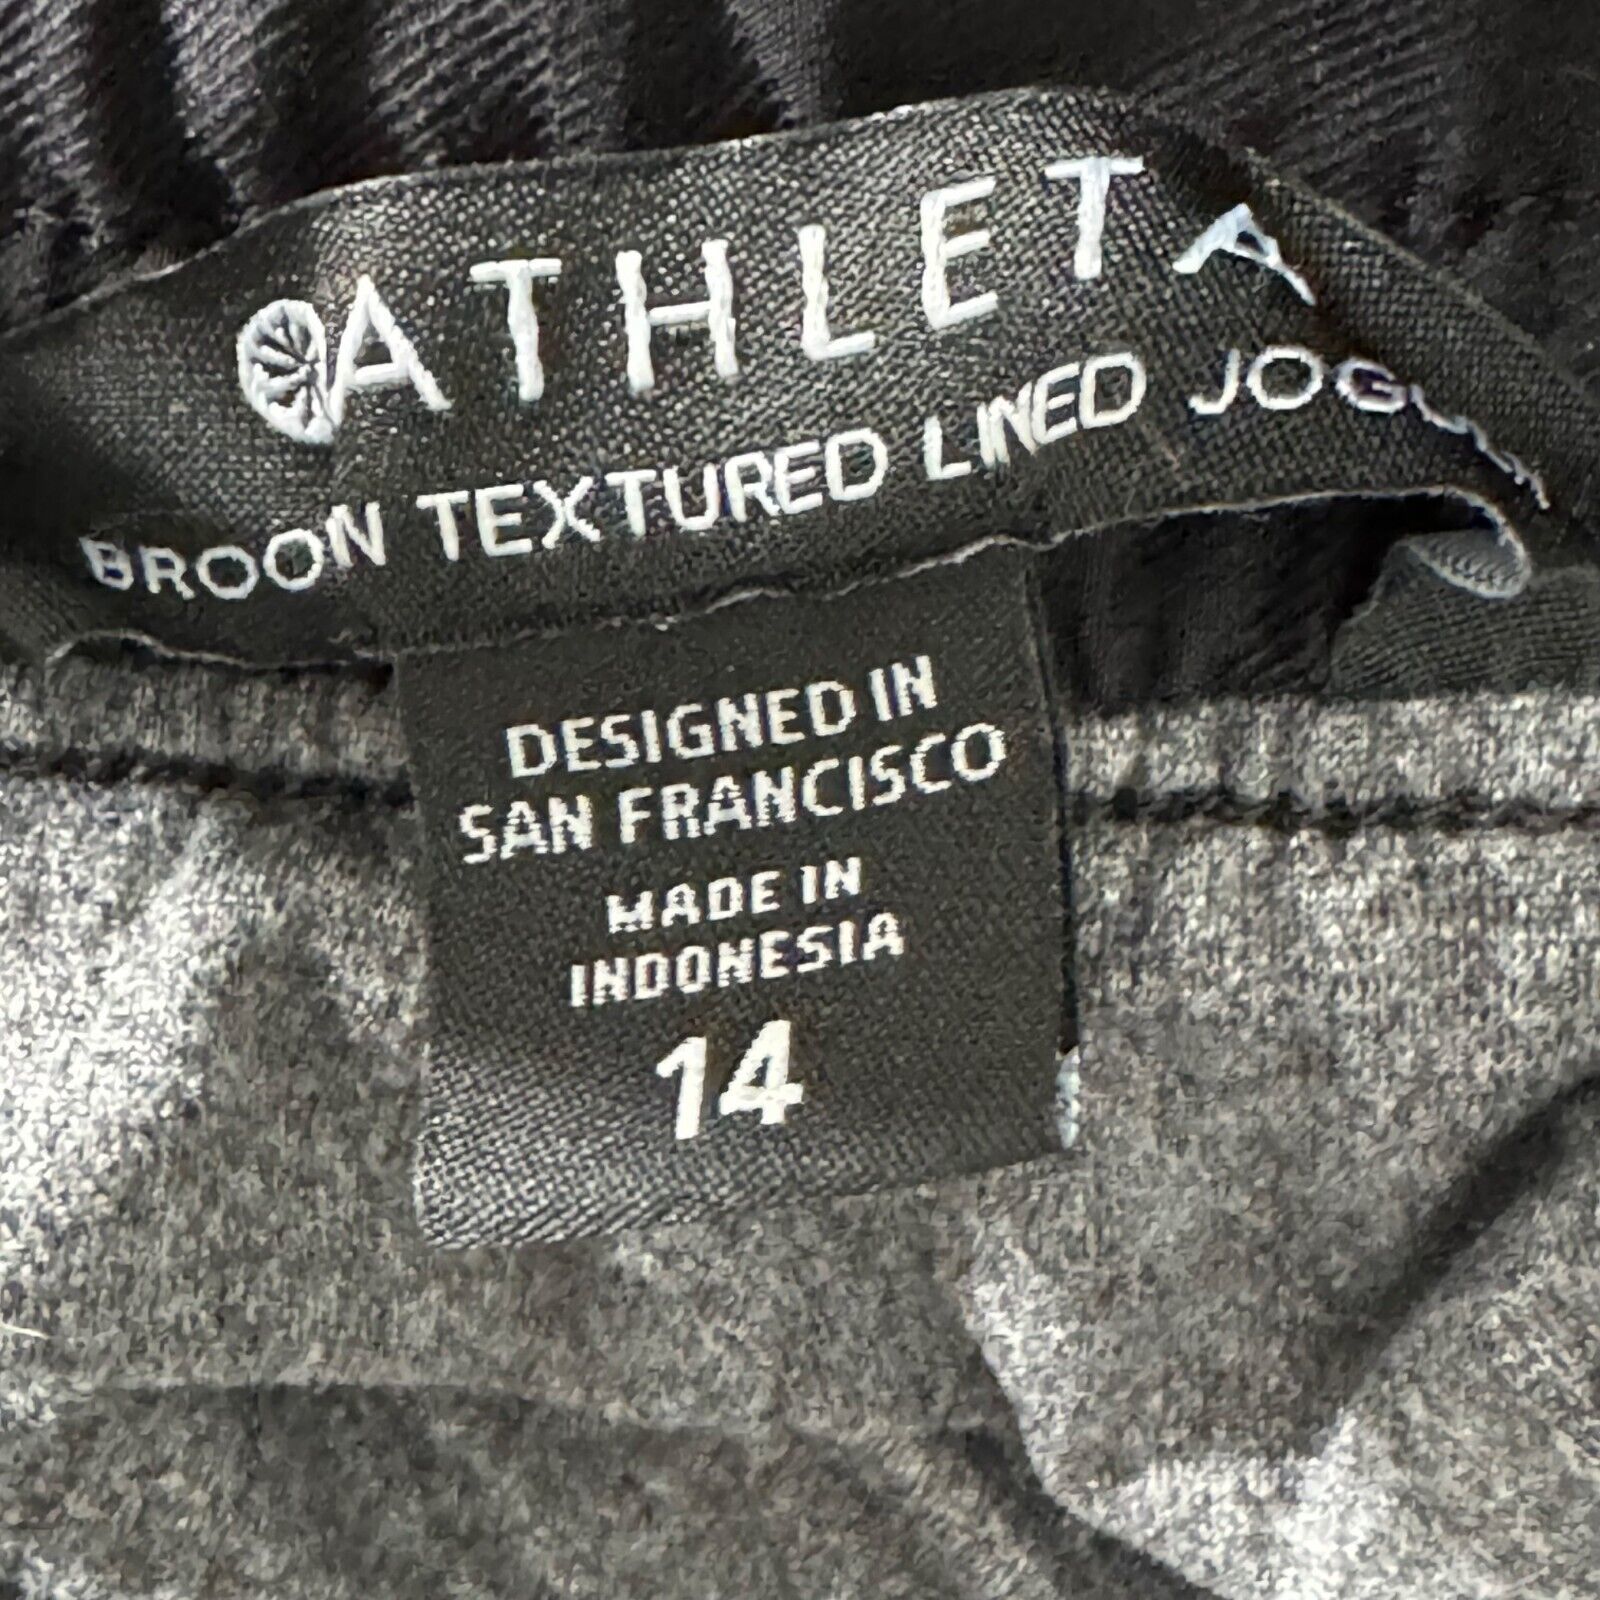 ATHLETA
BROON TEXTURED LINED
DESIGNED IN
SAN FRANCISCO
MADE IN
INDONESIA
14